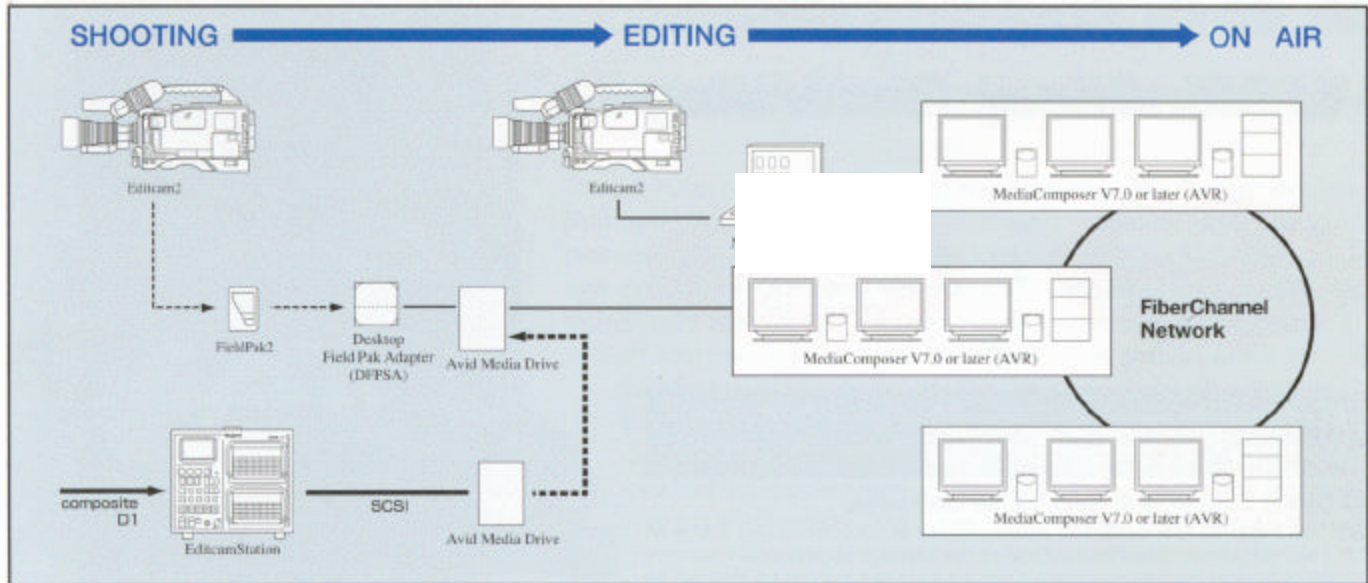 SHOOTING
EDITING
ON AIR
Editcam2
Editcam2
MediaComposer V7.0 or later (AVR)
FieldPak2
Desktop
Field Pak Adapter
(DFPSA)
Avid Media Drive
MediaComposer V7.0 or later (AVR)
FiberChannel
Network
composite
D1
EditcamStation
SCSI
Avid Media Drive
MediaComposer V7.0 or later (AVR)